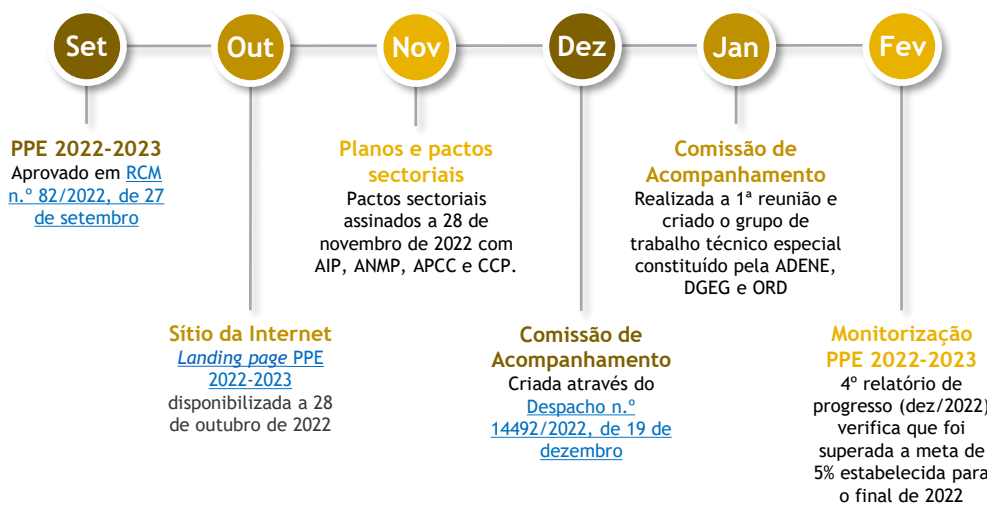 Set
Out
Nov
Dez
Jan
Fev
PPE 2022-2023
Aprovado em RCM
n.º 82/2022, de 27
de setembro
Planos e pactos
sectoriais
Pactos sectoriais
assinados a 28 de
novembro de 2022 com
AIP, ANMP, APCC e CCP.
Comissão de
Acompanhamento
Realizada a 1ª reunião e
criado o grupo de
trabalho técnico especial
constituído pela ADENE,
DGEG e ORD
Sítio da Internet
Landing page PPE
2022-2023
disponibilizada a 28
de outubro de 2022
Comissão de
Acompanhamento
Criada através do
Despacho n.º
14492/2022, de 19 de
dezembro
Monitorização
PPE 2022-2023
4º relatório de
progresso (dez/2022)
verifica que foi
superada a meta de
5% estabelecida para
o final de 2022